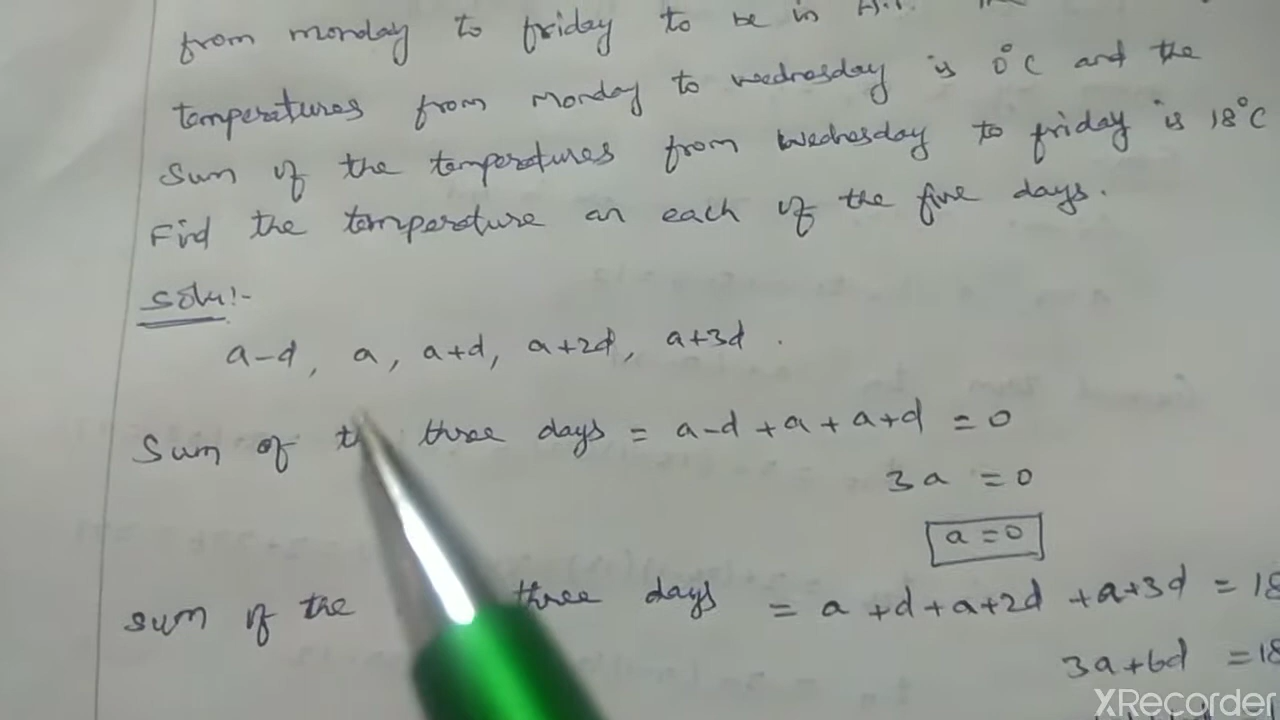 from monday to friday to be in A.P.
temperatures from monday to wednesday is 0°C and the
sum of the temperatures from wednesday to friday is 18°C
Find the temperature on each of the five days.
Solu:-
a-d, a, a+d, a+2d, a+3d.
Sum of the three days = a-d +a + a+d = 0
3a = 0
a = 0
sum of the three days = a +d + a+2d + a+3d = 18
3a+6d = 18
XRecorder